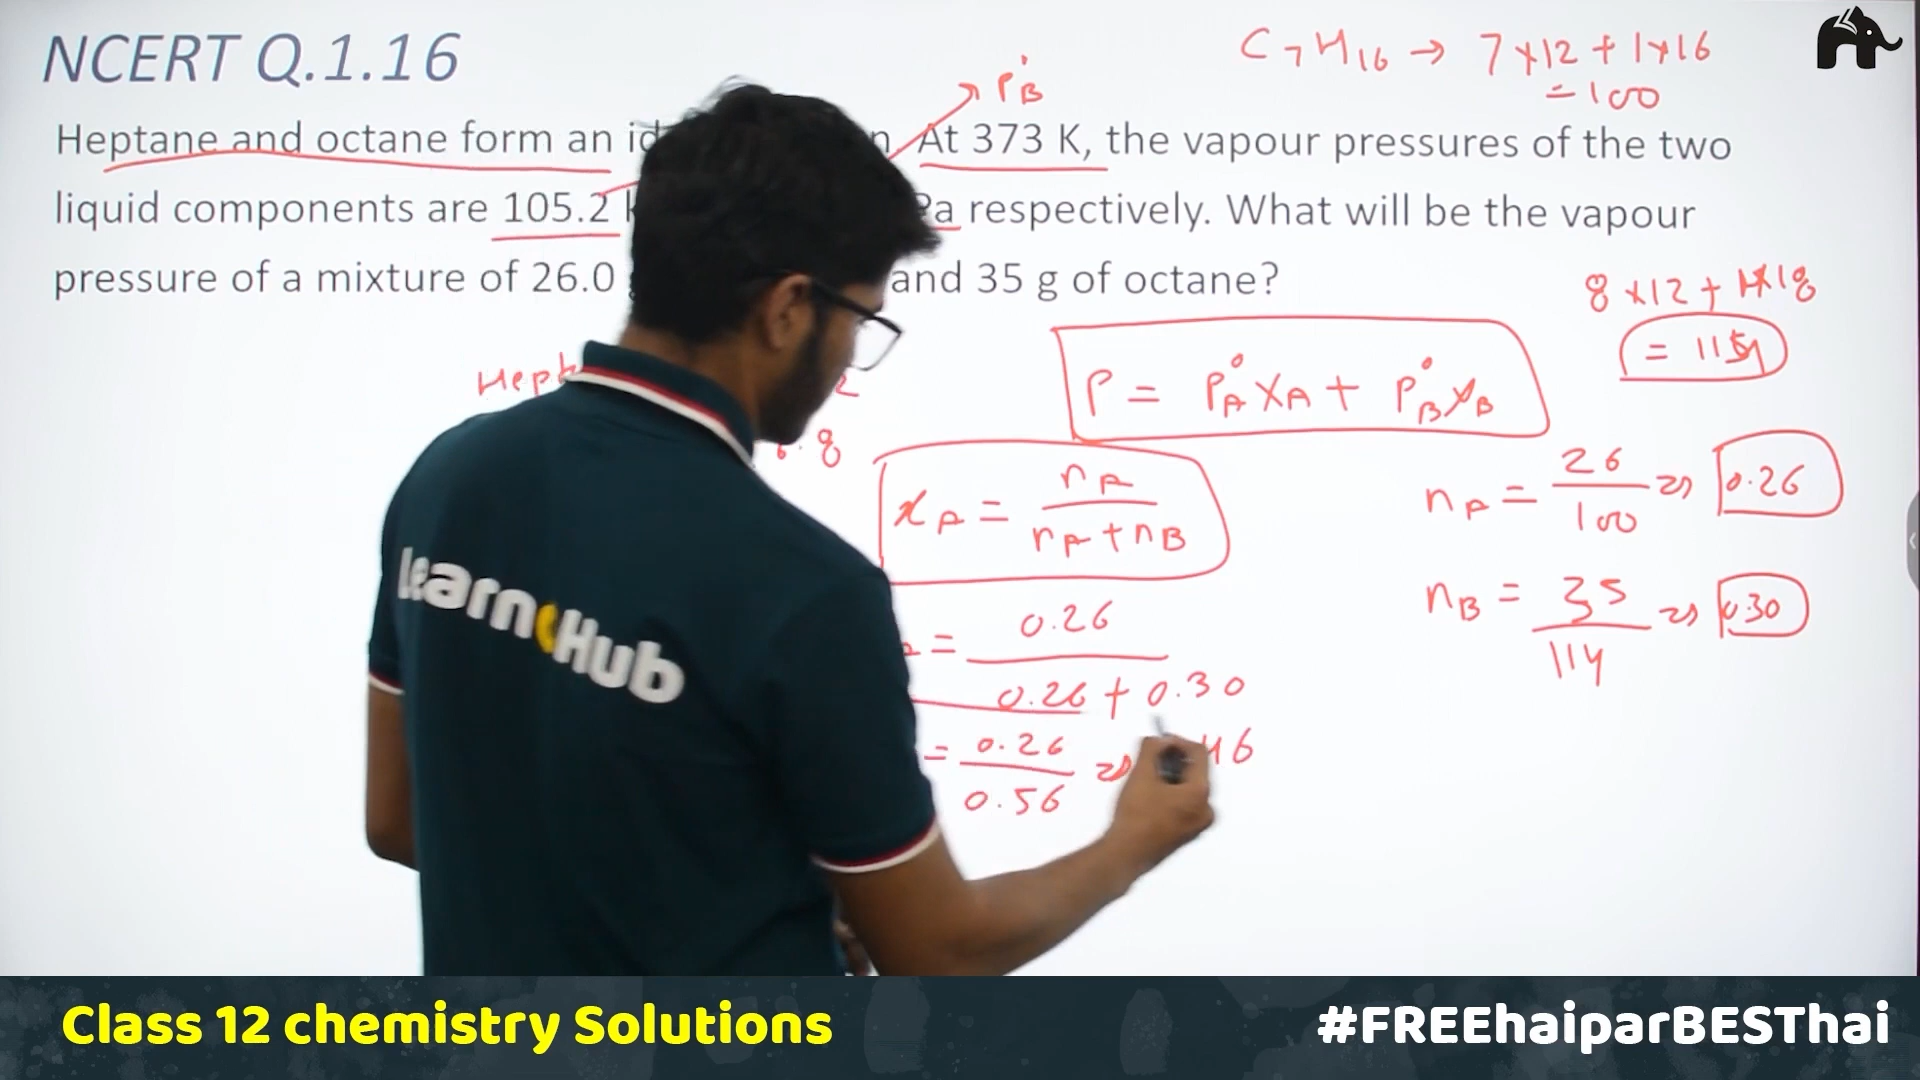 NCERT Q.1.16
C7H16 → 7×12 + 1×16
= 100
P°B
Heptane and octane form an At 373 K, the vapour pressures of the two
liquid components are 105.2 respectively. What will be the vapour
pressure of a mixture of 26.0 and 35 g of octane?
8×12 + 1×18
= 114
P = P°A XA + P°B XB
.8
xA = nA / nA + nB
nA = 26 / 100 ⇒ 0.26
nB = 35 / 114 ⇒ 0.30
= 0.26 / 0.26 + 0.30
= 0.26 / 0.56 ⇒ 46
Learn Hub
Class 12 chemistry Solutions
#FREEhaiparBESThai